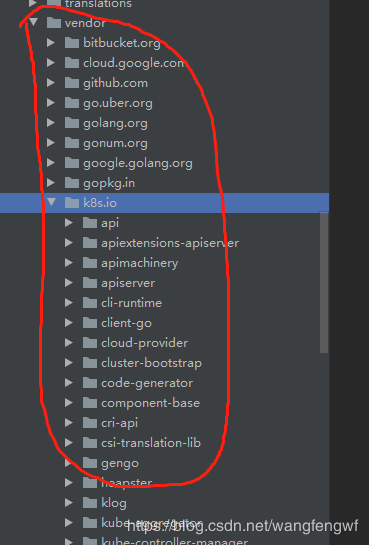 translations
vendor
bitbucket.org
cloud.google.com
github.com
go.uber.org
golang.org
gonum.org
google.golang.org
gopkg.in
k8s.io
api
apiextensions-apiserver
apimachinery
apiserver
cli-runtime
client-go
cloud-provider
cluster-bootstrap
code-generator
component-base
cri-api
csi-translation-lib
gengo
heapster
klog
kube-aggregator
https://blog.csdn.net/wangfengwf
kube-controller-manager